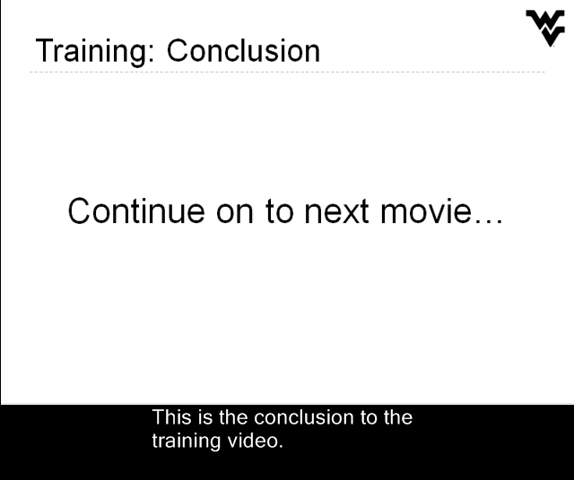 Training: Conclusion
Continue on to next movie...
This is the conclusion to the
training video.